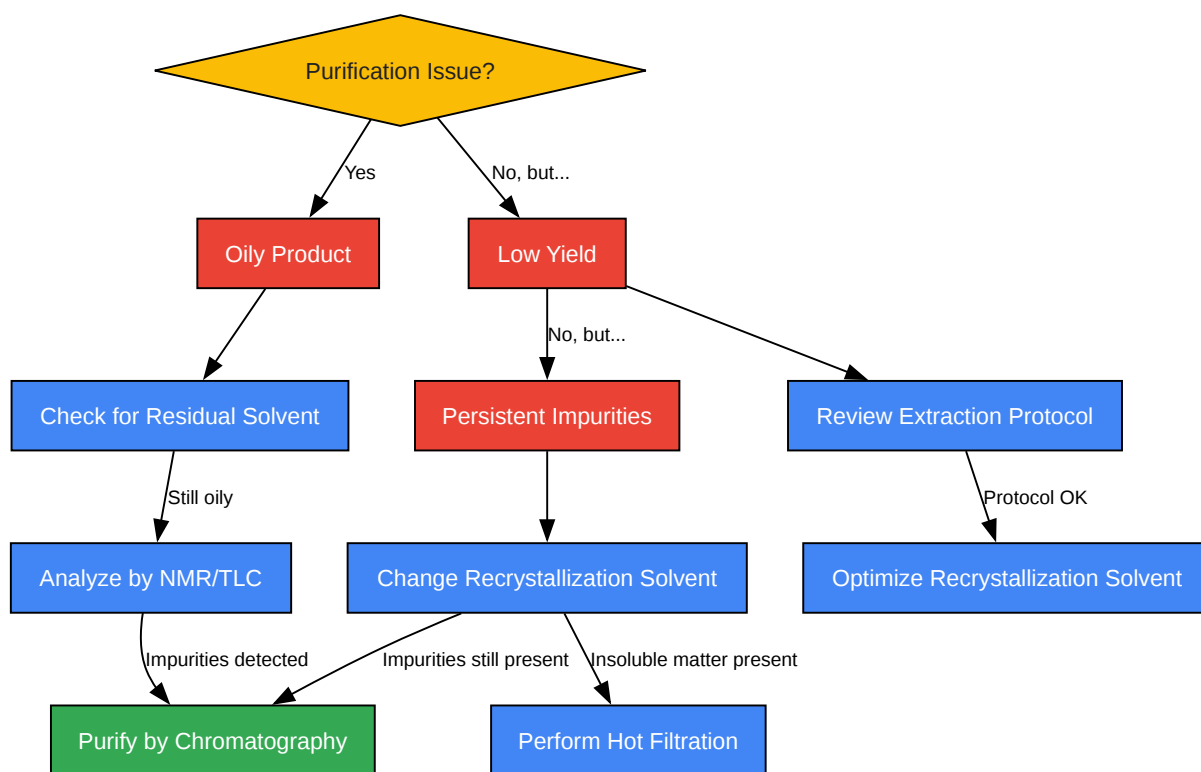 Purification Issue?
Yes
No, but...
Oily Product
Low Yield
No, but...
Check for Residual Solvent
Persistent Impurities
Review Extraction Protocol
Still oily
Protocol OK
Analyze by NMR/TLC
Change Recrystallization Solvent
Optimize Recrystallization Solvent
Impurities detected
Impurities still present
Insoluble matter present
Purify by Chromatography
Perform Hot Filtration